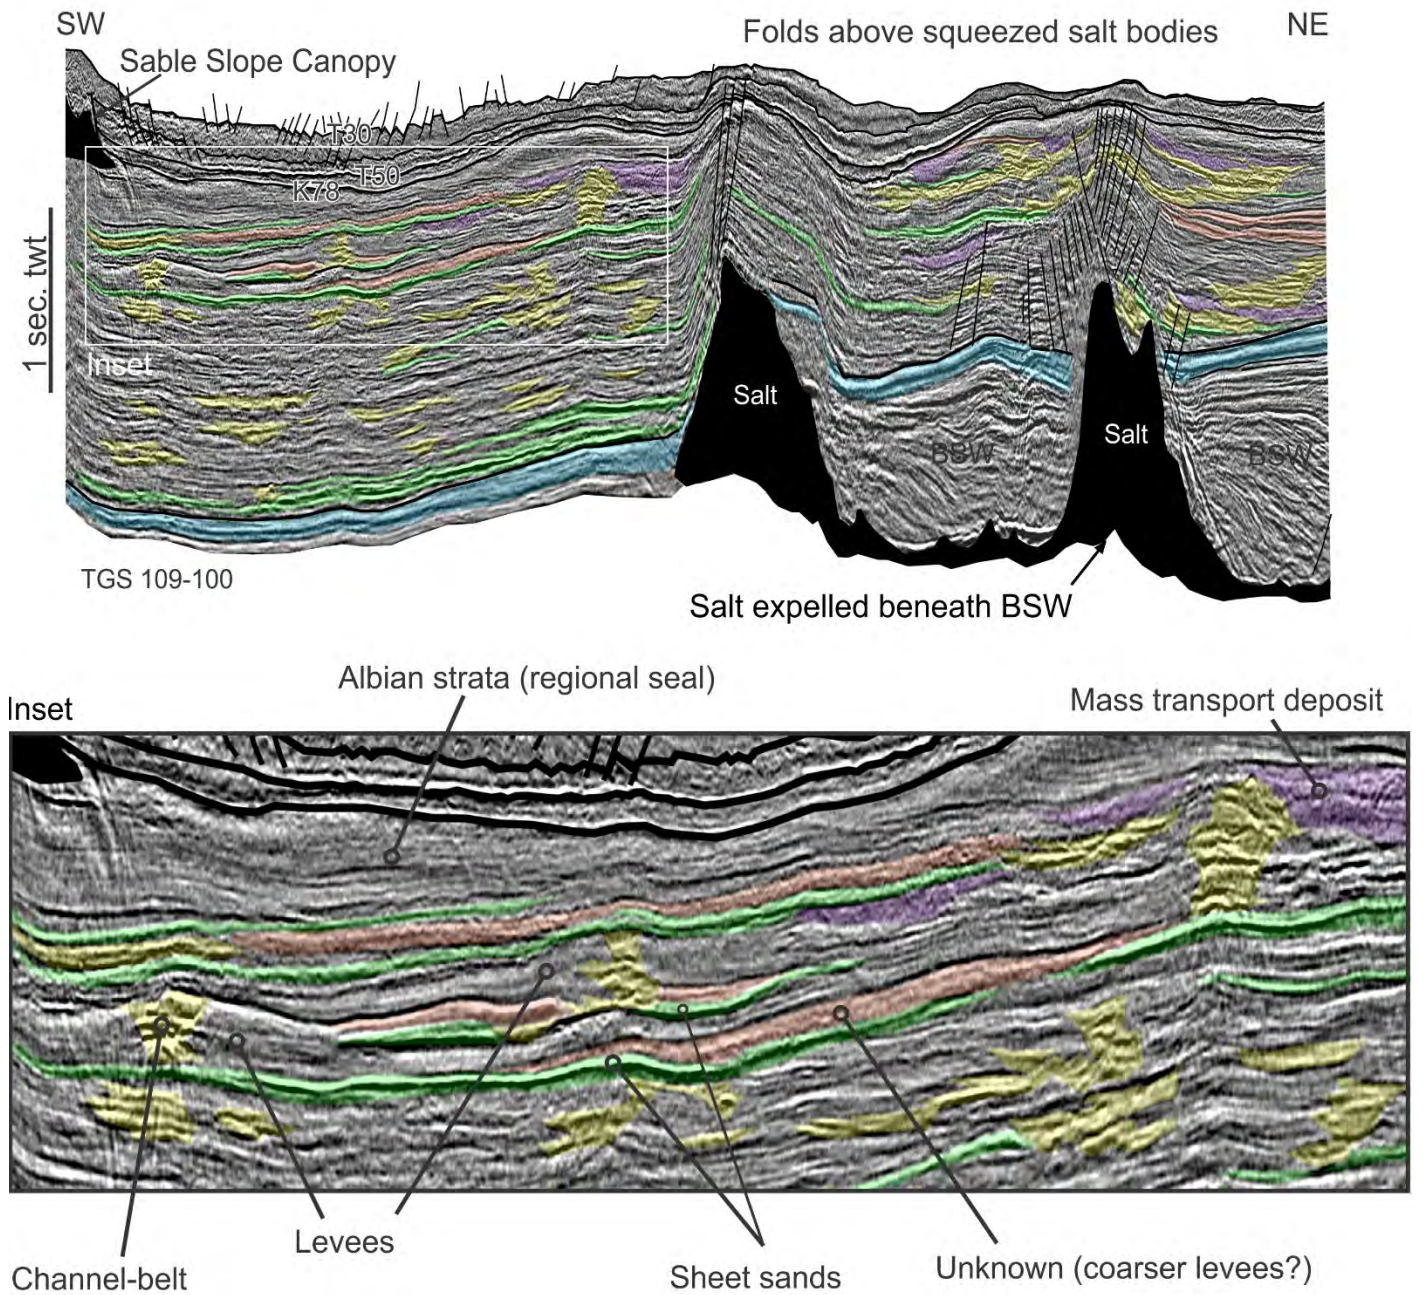 SW
NE
Folds above squeezed salt bodies
Sable Slope Canopy
T30
T50
K78
1 sec. twt
Inset
Salt
Salt
BSW
BSW
TGS 109-100
Salt expelled beneath BSW
Albian strata (regional seal)
Inset
Mass transport deposit
Levees
Channel-belt
Sheet sands
Unknown (coarser levees?)